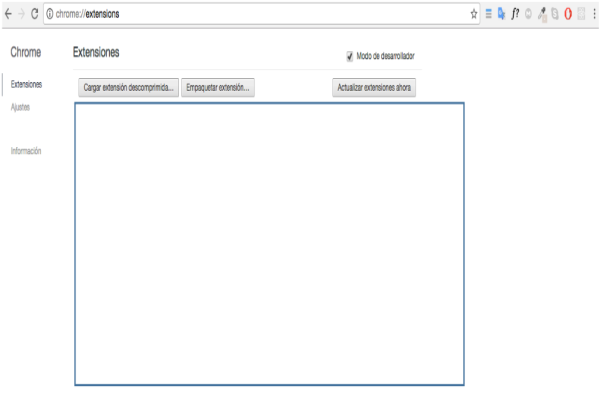 chrome://extensions
f?
Chrome
Extensiones
Modo de desarrollador
Extensiones
Cargar extensión descomprimida...
Empaquetar extensión...
Actualizar extensiones ahora
Ajustes
Información